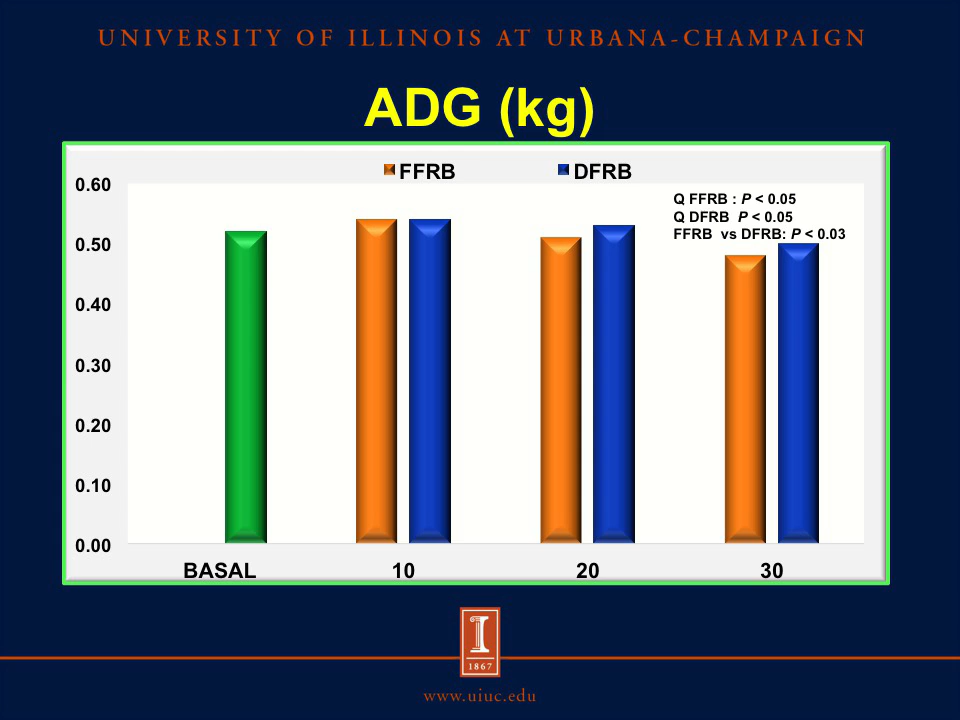 UNIVERSITY OF ILLINOIS AT URBANA-CHAMPAIGN
ADG (kg)
FFRB DFRB
Q FFRB : P < 0.05
Q DFRB P < 0.05
FFRB vs DFRB: P < 0.03
0.60
0.50
0.40
0.30
0.20
0.10
0.00
BASAL 10 20 30
I
1867
www.uiuc.edu